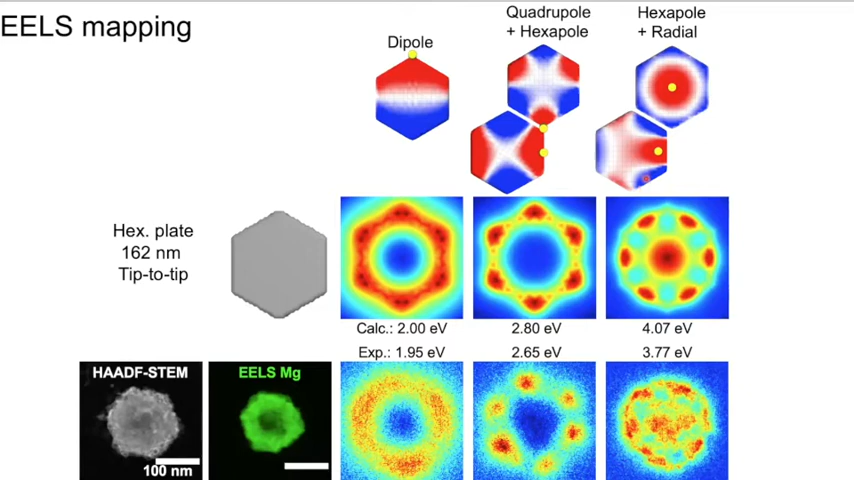 EELS mapping
Dipole
Quadrupole
+ Hexapole
Hexapole
+ Radial
Hex. plate
162 nm
Tip-to-tip
Calc.: 2.00 eV
2.80 eV
4.07 eV
Exp.: 1.95 eV
2.65 eV
3.77 eV
HAADF-STEM
EELS Mg
100 nm